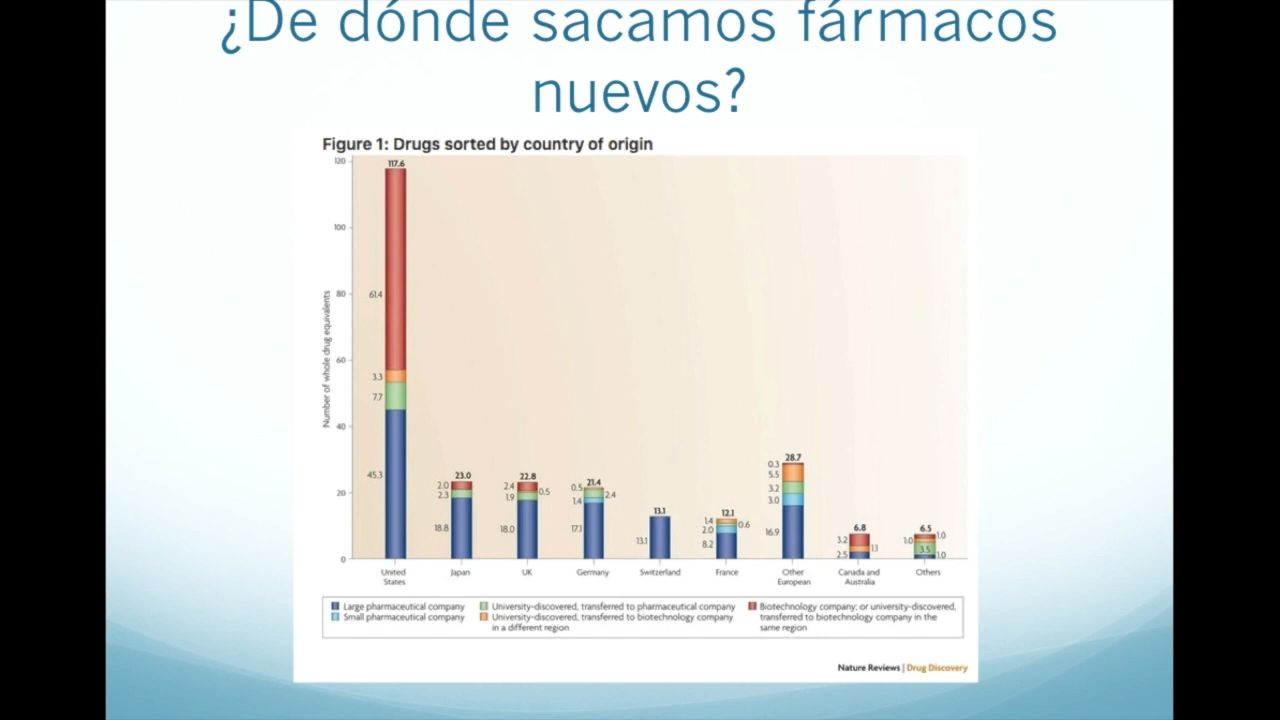 ¿De dónde sacamos fármacos
nuevos?
Figure 1: Drugs sorted by country of origin
Number of whole drug equivalents
120
100
80
60
40
20
0
117.6
61.4
3.3
7.7
45.3
23.0
2.0
2.3
18.8
22.8
2.4
0.5
1.9
18.0
21.4
0.5
2.4
1.4
17.1
13.1
13.1
12.1
1.4
0.6
2.0
8.2
28.7
0.3
5.5
3.2
3.0
16.9
6.8
3.2
1.1
2.5
6.5
1.0
1.0
3.5
1.0
United
States
Japan
UK
Germany
Switzerland
France
Other
European
Canada and
Australia
Others
Large pharmaceutical company
Small pharmaceutical company
University-discovered, transferred to pharmaceutical company
University-discovered, transferred to biotechnology company
in a different region
Biotechnology company; or university-discovered,
transferred to biotechnology company in the
same region
Nature Reviews | Drug Discovery